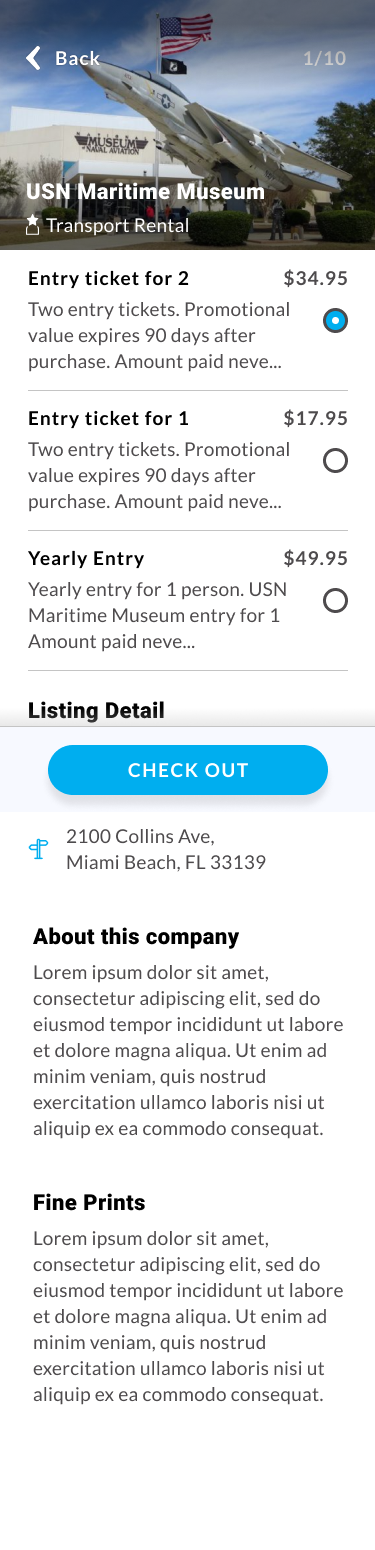 Back
1/10
MUSEUM
of NAVAL AVIATION
USN Maritime Museum
Transport Rental
Entry ticket for 2
$34.95
Two entry tickets. Promotional
value expires 90 days after
purchase. Amount paid neve...
Entry ticket for 1
$17.95
Two entry tickets. Promotional
value expires 90 days after
purchase. Amount paid neve...
Yearly Entry
$49.95
Yearly entry for 1 person. USN
Maritime Museum entry for 1
Amount paid neve...
Listing Detail
CHECK OUT
2100 Collins Ave,
Miami Beach, FL 33139
About this company
Lorem ipsum dolor sit amet,
consectetur adipiscing elit, sed do
eiusmod tempor incididunt ut labore
et dolore magna aliqua. Ut enim ad
minim veniam, quis nostrud
exercitation ullamco laboris nisi ut
aliquip ex ea commodo consequat.
Fine Prints
Lorem ipsum dolor sit amet,
consectetur adipiscing elit, sed do
eiusmod tempor incididunt ut labore
et dolore magna aliqua. Ut enim ad
minim veniam, quis nostrud
exercitation ullamco laboris nisi ut
aliquip ex ea commodo consequat.